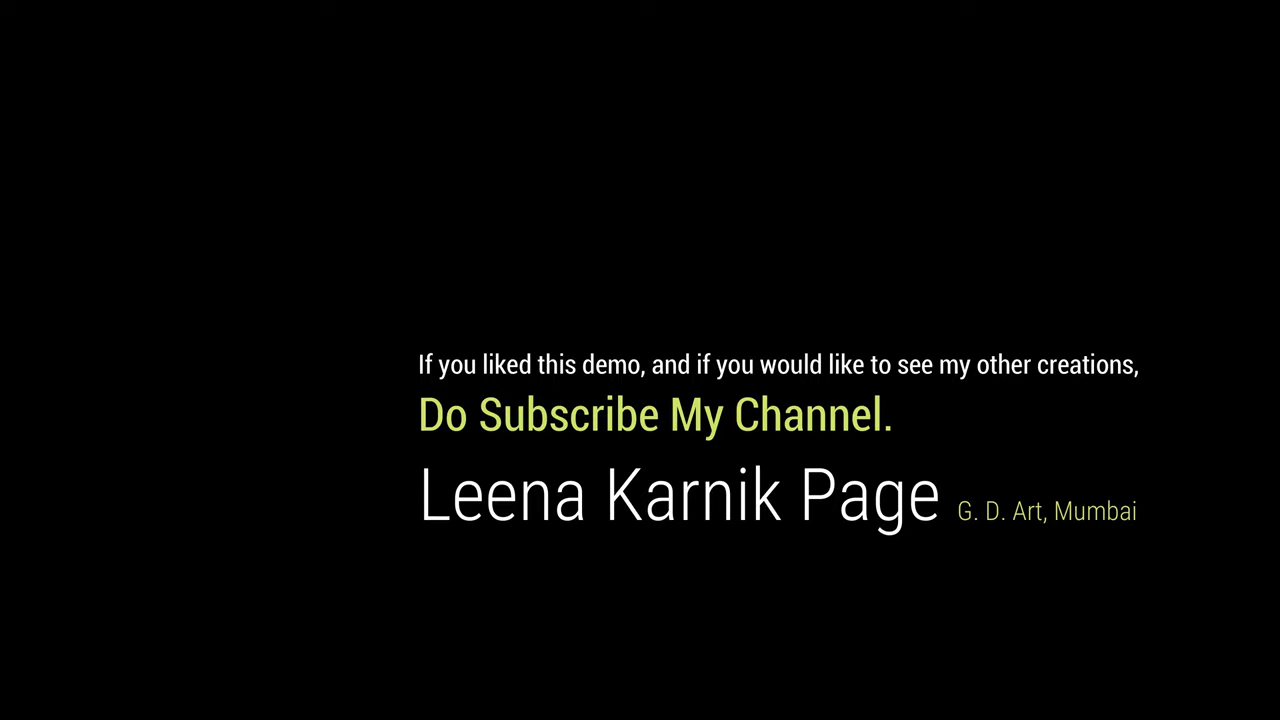 If you liked this demo, and if you would like to see my other creations,
Do Subscribe My Channel.
Leena Karnik Page G. D. Art, Mumbai